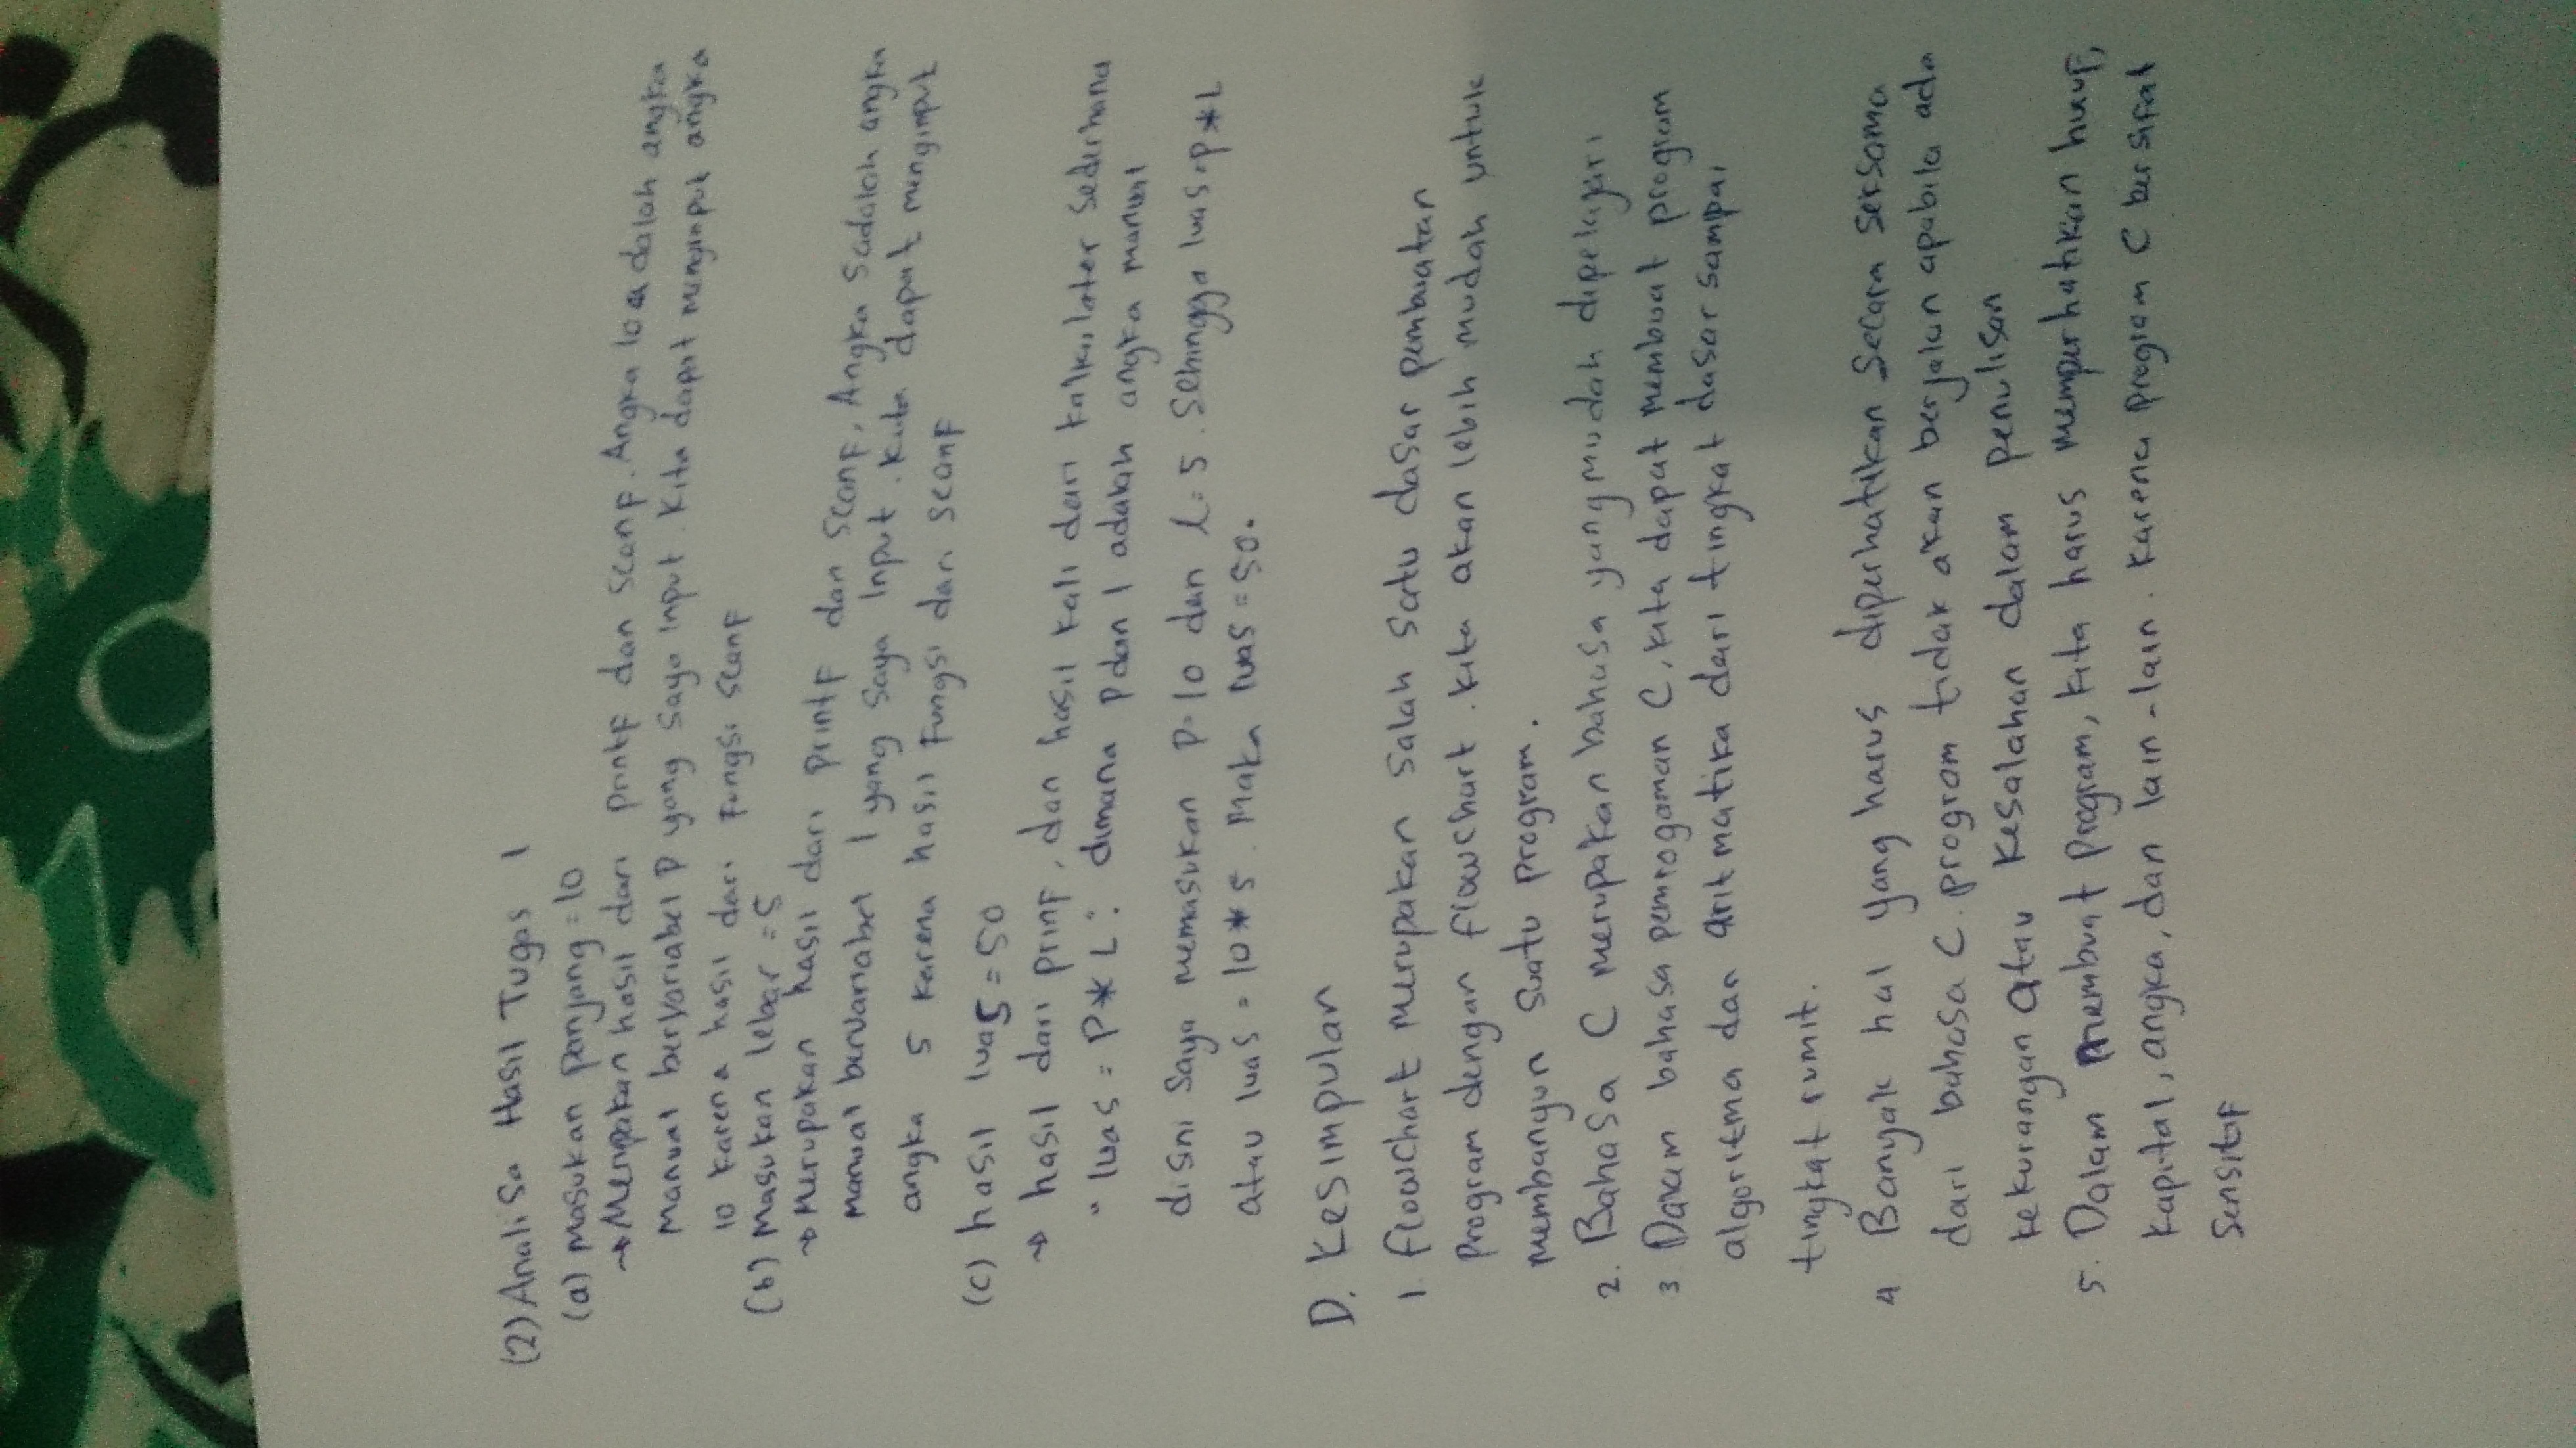 (2) Analisa Hasil Tugas 1
(a) Masukan panjang = 10
→ Merupakan hasil dari printf dan scanf. Angka 10 adalah angka
Manual bervariabel P yang saya input. Kita dapat menginput angka
10 karena hasil dari fungsi scanf
(b) Masukan lebar = 5
→ Merupakan hasil dari printf dan scanf, Angka 5 adalah angka
Manual bervariabel l yang saya input. Kita dapat menginput
angka 5 karena hasil fungsi dari scanf
(c) hasil luas = 50
→ hasil dari prinf, dan hasil kali dari kalkulater sederhana
"luas = P * L" dimana p dan l adalah angka manual
disini saya memasukan P=10 dan l=5. Sehingga luas=p*L
atau luas = 10*5. Maka luas = 50.
D. Kesimpulan
1. flowchart merupakan salah satu dasar pembuatan
program dengan flowchart. kita akan lebih mudah untuk
membangun suatu program.
2. Bahasa C merupakan bahasa yang mudah dipelajari
3 Dalam bahasa pemrogaman C, kita dapat membuat program
algoritma dan aritmatika dari tingkat dasar sampai
tingkat rumit.
4 Banyak hal yang harus diperhatikan secara seksama
dari bahasa C. program tidak akan berjalan apabila ada
kekurangan atau kesalahan dalam penulisan
5. Dalam membuat program, kita harus memperhatikan huruf,
kapital, angka, dan lain-lain. karena program C bersifat
sensitif